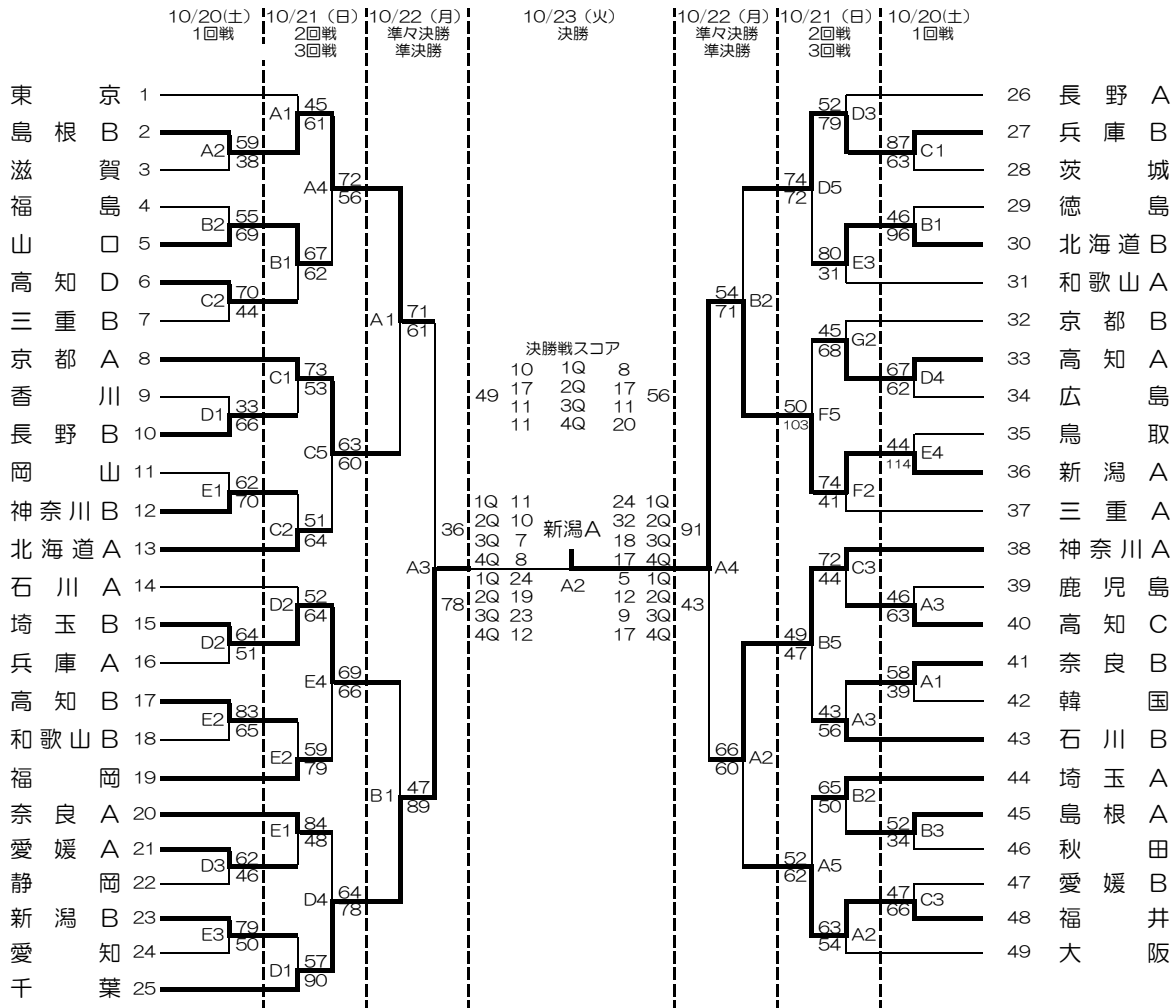 10/20(土) 10/21（日） 10/22（月） 10/23（火） 10/22（月） 10/21（日） 10/20(土)
1回戦 2回戦 準々決勝 決勝 準々決勝 2回戦 1回戦
3回戦 準決勝 準決勝 3回戦
東京 1
島根B 2
滋賀 3
福島 4
山口 5
高知D 6
三重B 7
京都A 8
香川 9
長野B 10
岡山 11
神奈川B 12
北海道A 13
石川A 14
埼玉B 15
兵庫A 16
高知B 17
和歌山B 18
福岡 19
奈良A 20
愛媛A 21
静岡 22
新潟B 23
愛知 24
千葉 25
A2 59 38
B2 55 69
C2 70 44
D1 33 66
E1 62 70
D2 64 51
E2 83 65
D3 62 46
E3 79 50
A1 45 61
B1 67 62
C1 73 53
C2 51 64
D2 52 64
E2 59 79
E1 84 48
D1 57 90
A4 72 56
C5 63 60
E4 69 66
D4 64 78
A1 71 61
B1 47 89
A3 36 78
決勝戦スコア
10 1Q 8
49 17 2Q 17 56
11 3Q 11
11 4Q 20
1Q 11
2Q 10
3Q 7
4Q 8
1Q 24
2Q 19
3Q 23
4Q 12
新潟A
A2
24 1Q
32 2Q
18 3Q
17 4Q
5 1Q
12 2Q
9 3Q
17 4Q
91 43 A4
54 71 B2
66 60 A2
74 72 D5
50 103 F5
49 47 B5
52 62 A5
52 79 D3
80 31 E3
45 68 G2
74 41 F2
72 44 C3
43 56 A3
65 50 B2
63 54 A2
87 63 C1
46 96 B1
67 62 D4
44 114 E4
46 63 A3
58 39 A1
52 34 B3
47 66 C3
26 長野A
27 兵庫B
28 茨城
29 徳島
30 北海道B
31 和歌山A
32 京都B
33 高知A
34 広島
35 鳥取
36 新潟A
37 三重A
38 神奈川A
39 鹿児島
40 高知C
41 奈良B
42 韓国
43 石川B
44 埼玉A
45 島根A
46 秋田
47 愛媛B
48 福井
49 大阪